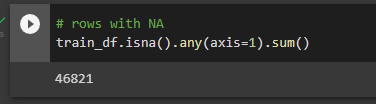 # rows with NA
train_df.isna().any(axis=1).sum()
46821